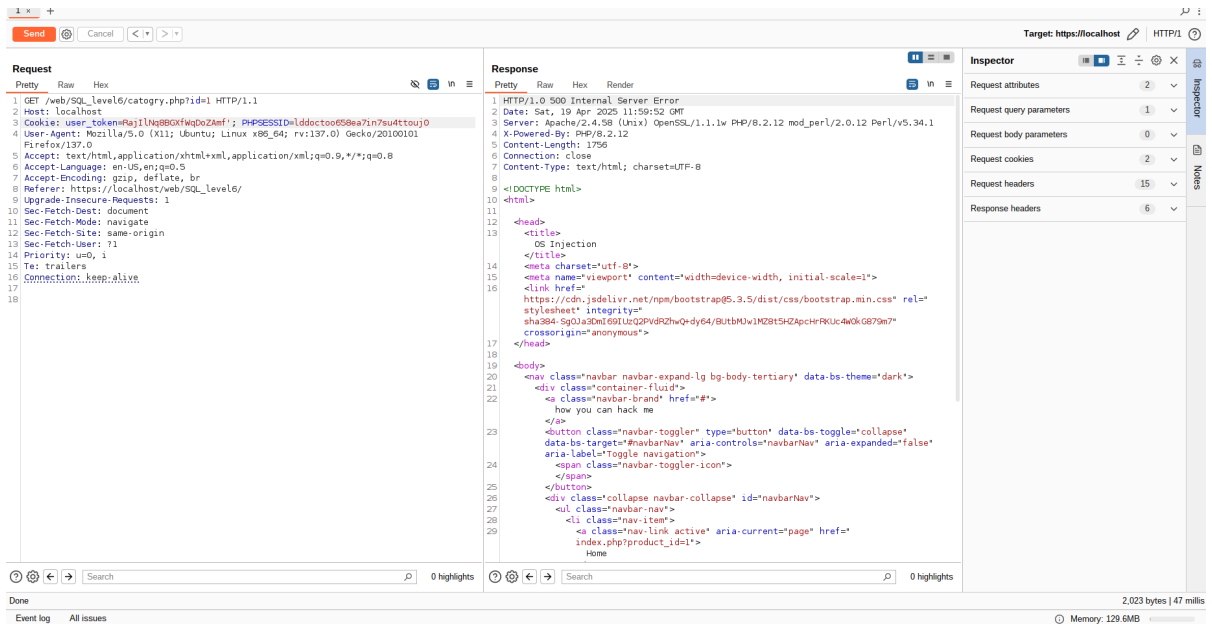 1 × +
Send Cancel < > Target: https://localhost HTTP/1
Request
Pretty Raw Hex \n
1 GET /web/SQL_level6/catogry.php?id=1 HTTP/1.1
2 Host: localhost
3 Cookie: user_token=RajIlNq8BGXfWqDoZAmf'; PHPSESSID=lddoctoo658ea7in7su4ttouj0
4 User-Agent: Mozilla/5.0 (X11; Ubuntu; Linux x86_64; rv:137.0) Gecko/20100101
Firefox/137.0
5 Accept: text/html,application/xhtml+xml,application/xml;q=0.9,*/*;q=0.8
6 Accept-Language: en-US,en;q=0.5
7 Accept-Encoding: gzip, deflate, br
8 Referer: https://localhost/web/SQL_level6/
9 Upgrade-Insecure-Requests: 1
10 Sec-Fetch-Dest: document
11 Sec-Fetch-Mode: navigate
12 Sec-Fetch-Site: same-origin
13 Sec-Fetch-User: ?1
14 Priority: u=0, i
15 Te: trailers
16 Connection: keep-alive
17
18
Search 0 highlights
Response
Pretty Raw Hex Render \n
1 HTTP/1.0 500 Internal Server Error
2 Date: Sat, 19 Apr 2025 11:59:52 GMT
3 Server: Apache/2.4.58 (Unix) OpenSSL/1.1.1w PHP/8.2.12 mod_perl/2.0.12 Perl/v5.34.1
4 X-Powered-By: PHP/8.2.12
5 Content-Length: 1756
6 Connection: close
7 Content-Type: text/html; charset=UTF-8
8
9 <!DOCTYPE html>
10 <html>
11
12 <head>
13 <title>
OS Injection
</title>
14 <meta charset="utf-8">
15 <meta name="viewport" content="width=device-width, initial-scale=1">
16 <link href="
https://cdn.jsdelivr.net/npm/bootstrap@5.3.5/dist/css/bootstrap.min.css" rel="
stylesheet" integrity="
sha384-SgOJa3DmI69IUzQ2PVdRZhwQ+dy64/BUtbMJw1MZ8t5HZApcHrRKUc4W0kG879m7"
crossorigin="anonymous">
17 </head>
18
19 <body>
20 <nav class="navbar navbar-expand-lg bg-body-tertiary" data-bs-theme="dark">
21 <div class="container-fluid">
22 <a class="navbar-brand" href="#">
how you can hack me
</a>
23 <button class="navbar-toggler" type="button" data-bs-toggle="collapse"
data-bs-target="#navbarNav" aria-controls="navbarNav" aria-expanded="false"
aria-label="Toggle navigation">
24 <span class="navbar-toggler-icon">
</span>
25 </button>
26 <div class="collapse navbar-collapse" id="navbarNav">
27 <ul class="navbar-nav">
28 <li class="nav-item">
29 <a class="nav-link active" aria-current="page" href="
index.php?product_id=1">
Home
Search 0 highlights
Inspector
Request attributes 2
Request query parameters 1
Request body parameters 0
Request cookies 2
Request headers 15
Response headers 6
Inspector
Notes
Done 2,023 bytes | 47 millis
Event log All issues Memory: 129.6MB